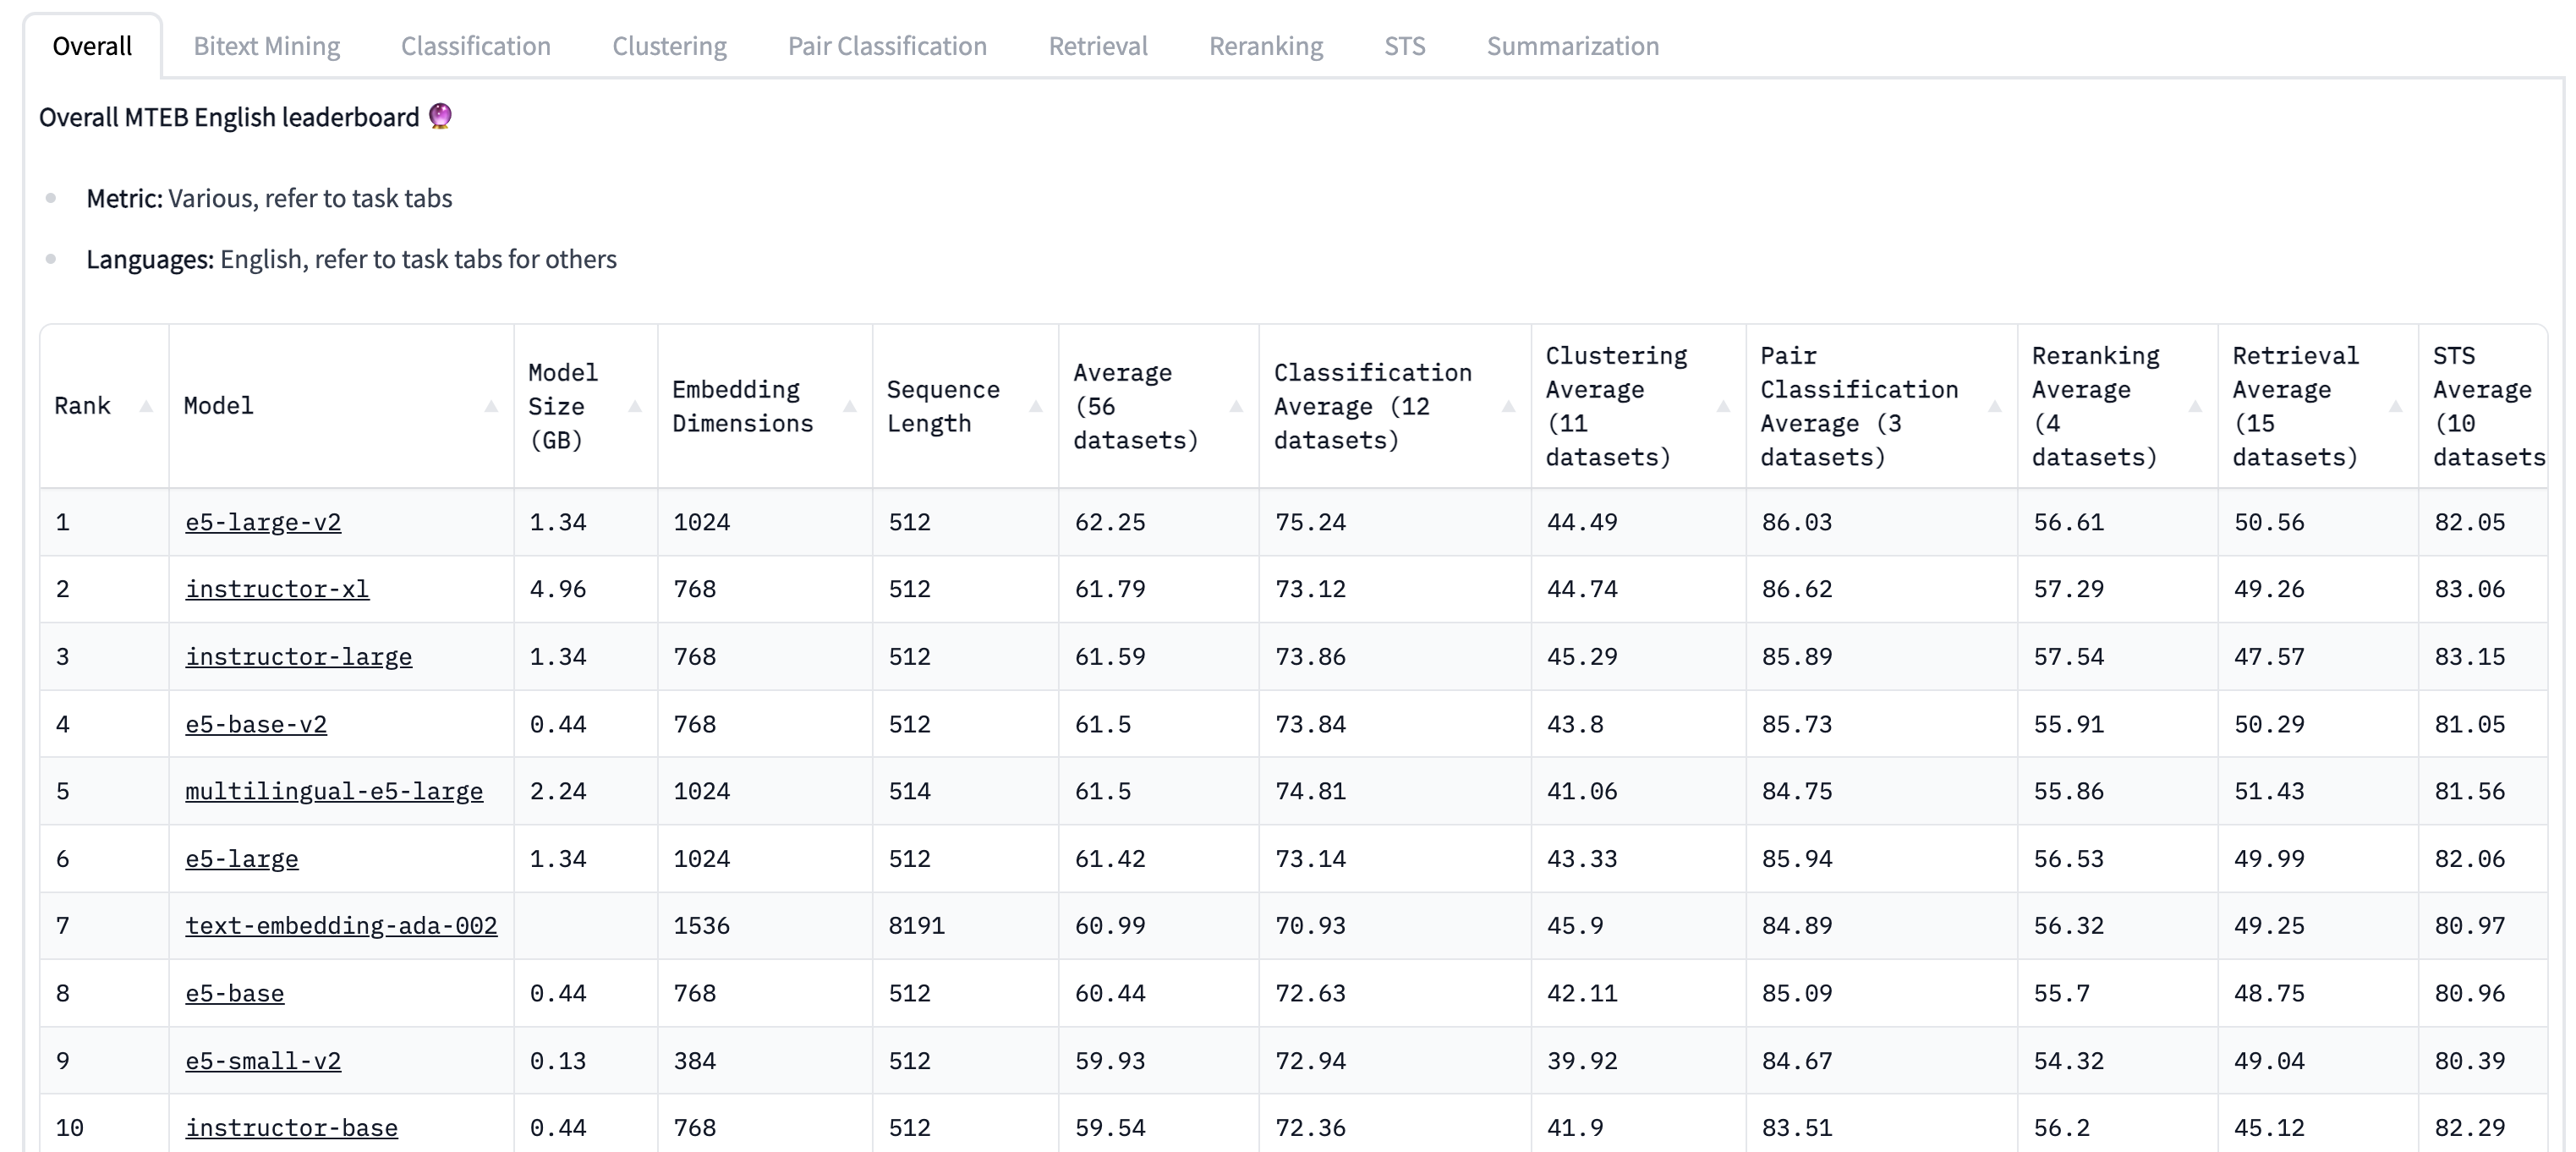 Overall Bitext Mining Classification Clustering Pair Classification Retrieval Reranking STS Summarization
Overall MTEB English leaderboard 🔮
Metric: Various, refer to task tabs
Languages: English, refer to task tabs for others
Rank Model Model Size (GB) Embedding Dimensions Sequence Length Average (56 datasets) Classification Average (12 datasets) Clustering Average (11 datasets) Pair Classification Average (3 datasets) Reranking Average (4 datasets) Retrieval Average (15 datasets) STS Average (10 datasets
1 e5-large-v2 1.34 1024 512 62.25 75.24 44.49 86.03 56.61 50.56 82.05
2 instructor-xl 4.96 768 512 61.79 73.12 44.74 86.62 57.29 49.26 83.06
3 instructor-large 1.34 768 512 61.59 73.86 45.29 85.89 57.54 47.57 83.15
4 e5-base-v2 0.44 768 512 61.5 73.84 43.8 85.73 55.91 50.29 81.05
5 multilingual-e5-large 2.24 1024 514 61.5 74.81 41.06 84.75 55.86 51.43 81.56
6 e5-large 1.34 1024 512 61.42 73.14 43.33 85.94 56.53 49.99 82.06
7 text-embedding-ada-002 1536 8191 60.99 70.93 45.9 84.89 56.32 49.25 80.97
8 e5-base 0.44 768 512 60.44 72.63 42.11 85.09 55.7 48.75 80.96
9 e5-small-v2 0.13 384 512 59.93 72.94 39.92 84.67 54.32 49.04 80.39
10 instructor-base 0.44 768 512 59.54 72.36 41.9 83.51 56.2 45.12 82.29